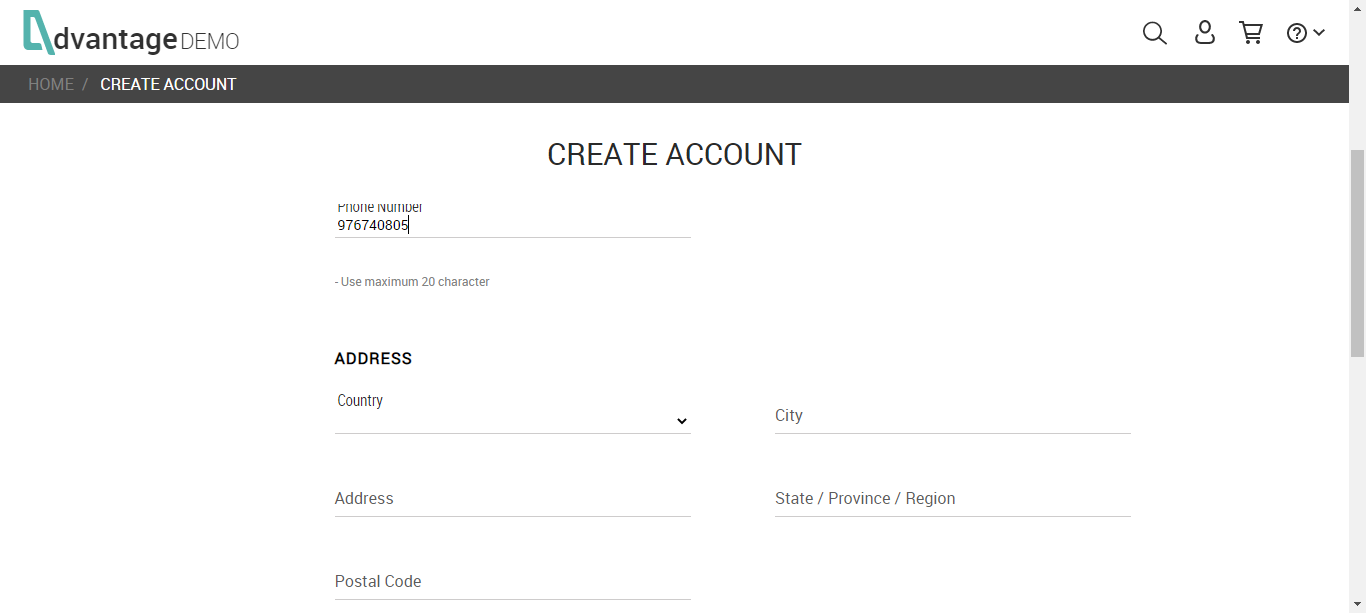 dvantage DEMO
HOME / CREATE ACCOUNT
CREATE ACCOUNT
Phone Number
976740805
- Use maximum 20 character
ADDRESS
Country
City
Address
State / Province / Region
Postal Code